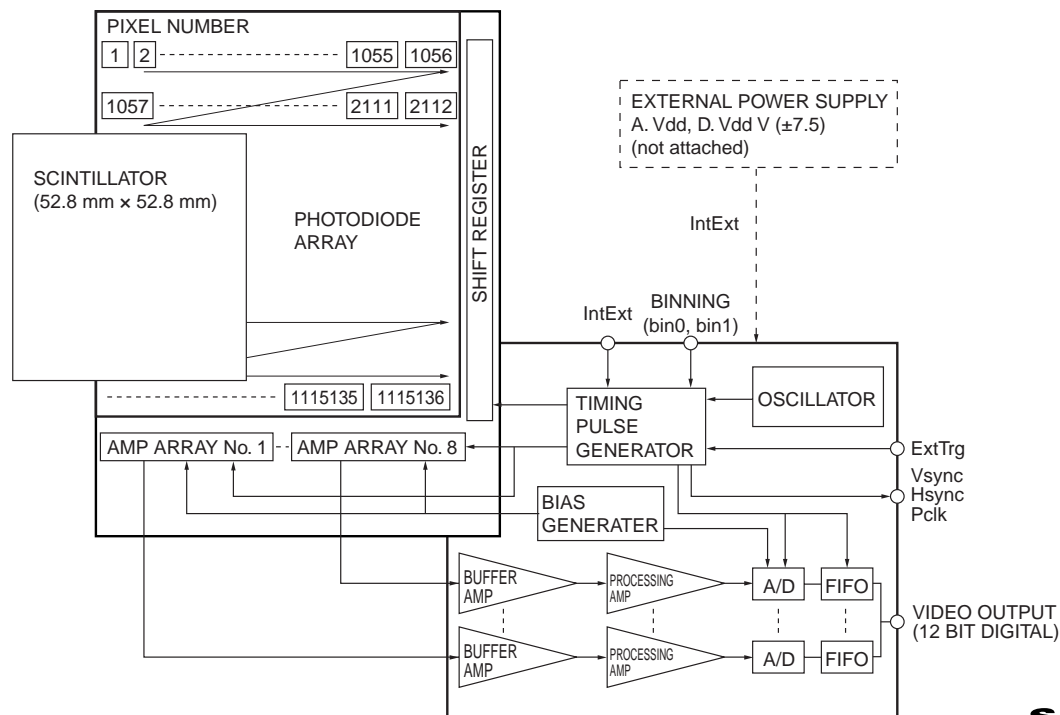 PIXEL NUMBER
1 2 1055 1056
1057 2111 2112
EXTERNAL POWER SUPPLY
A. Vdd, D. Vdd V (±7.5)
(not attached)
SCINTILLATOR
(52.8 mm × 52.8 mm)
PHOTODIODE
ARRAY
SHIFT REGISTER
IntExt
IntExt
BINNING
(bin0, bin1)
1115135 1115136
TIMING
PULSE
GENERATOR
OSCILLATOR
AMP ARRAY No. 1
AMP ARRAY No. 8
ExtTrg
Vsync
Hsync
Pclk
BIAS
GENERATER
BUFFER
AMP
PROCESSING
AMP
A/D
FIFO
VIDEO OUTPUT
(12 BIT DIGITAL)
BUFFER
AMP
PROCESSING
AMP
A/D
FIFO